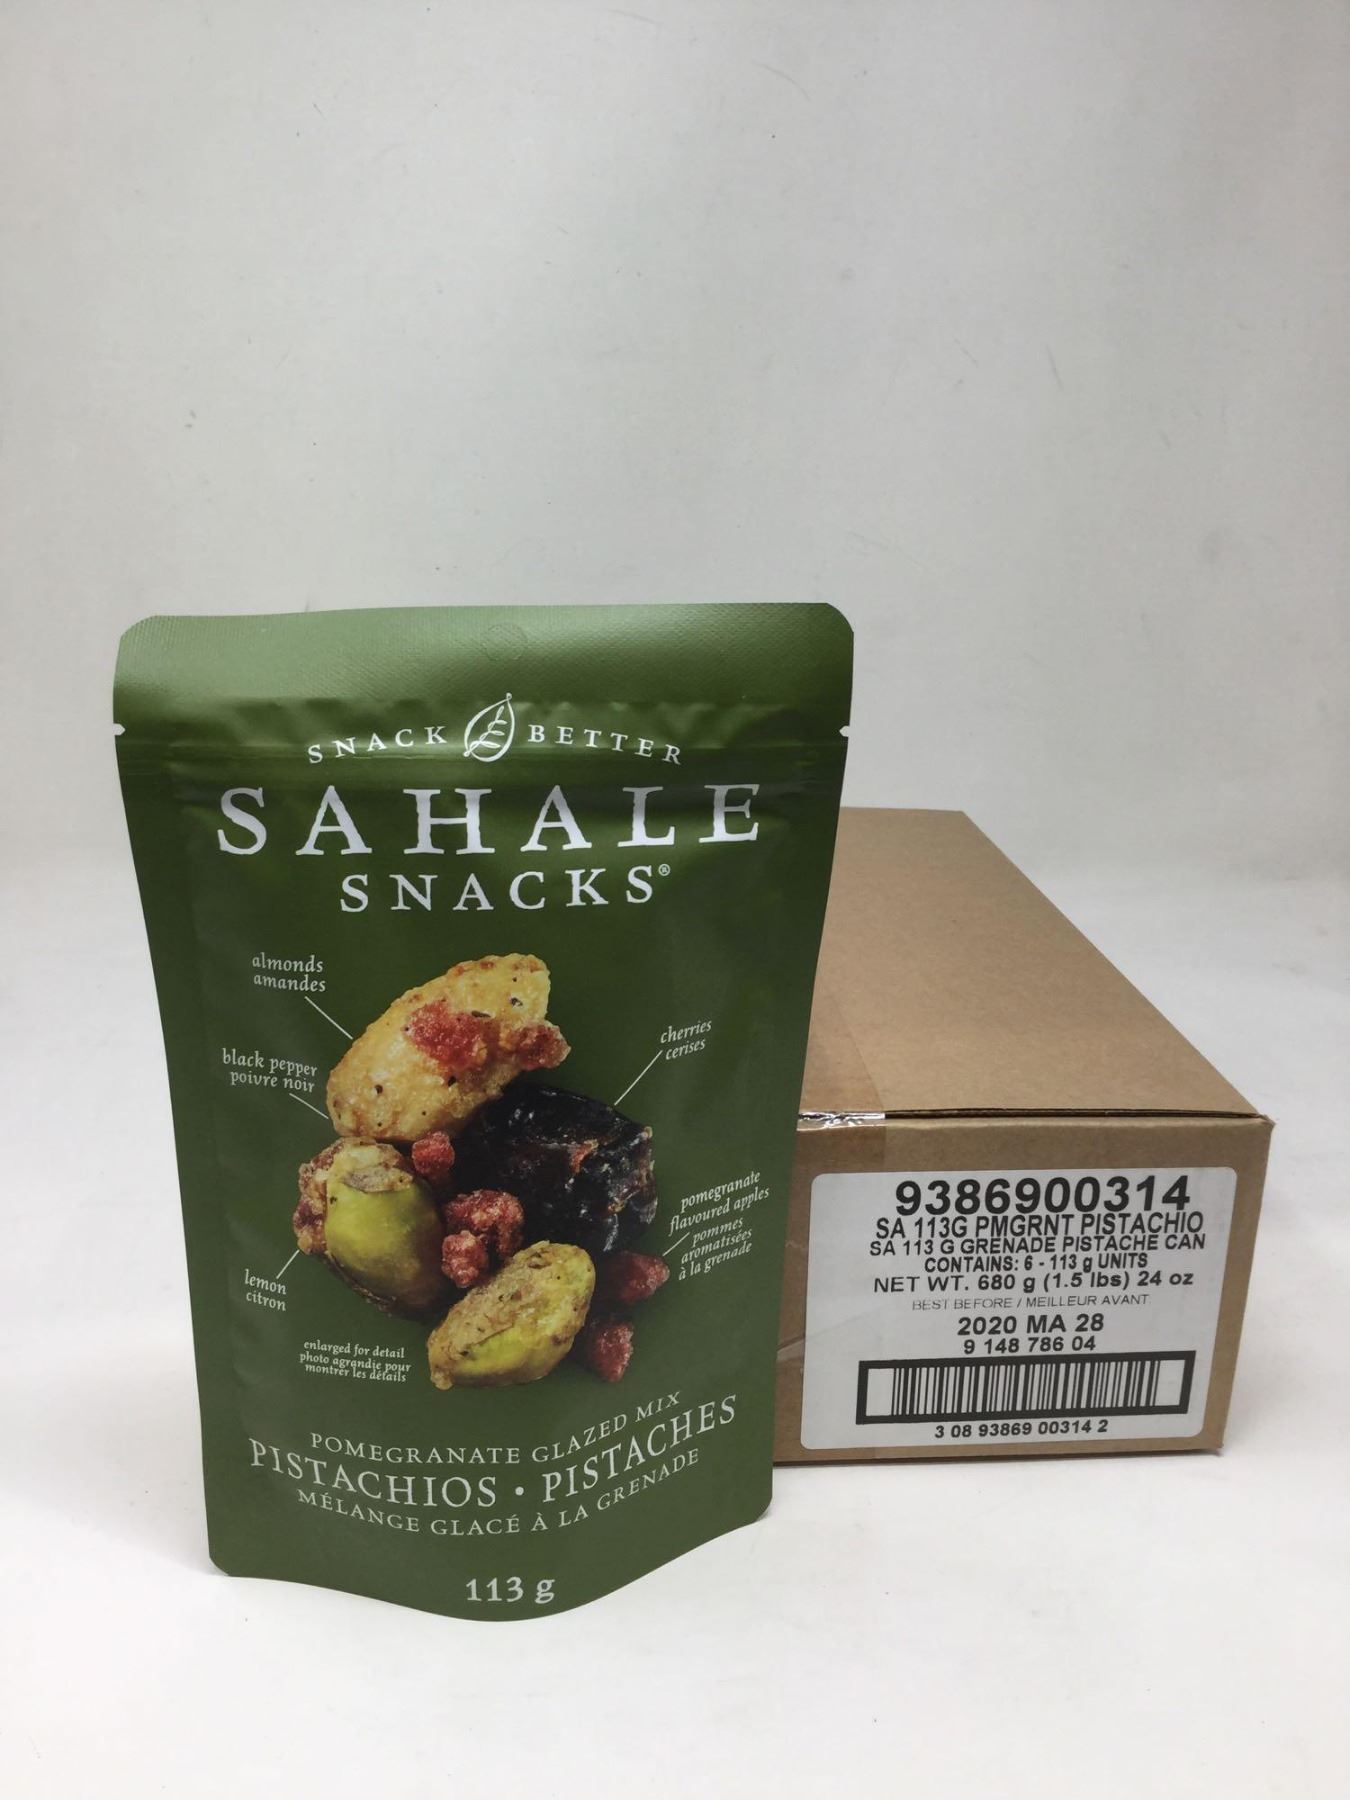 SNACK BETTER
SAHALE
SNACKS®
almonds
amandes
black pepper
poivre noir
cherries
cerises
pomegranate
flavoured apples
pommes
aromatisées
à la grenade
lemon
citron
enlarged for detail
photo agrandie pour
montrer les détails
POMEGRANATE GLAZED MIX
PISTACHIOS • PISTACHES
MÉLANGE GLACÉ À LA GRENADE
113 g
9386900314
SA 113G PMGRNT PISTACHIO
SA 113 G GRENADE PISTACHE CAN
CONTAINS: 6 - 113 g UNITS
NET WT. 680 g (1.5 lbs) 24 oz
BEST BEFORE / MEILLEUR AVANT
2020 MA 28
9 148 786 04
3 08 93869 00314 2